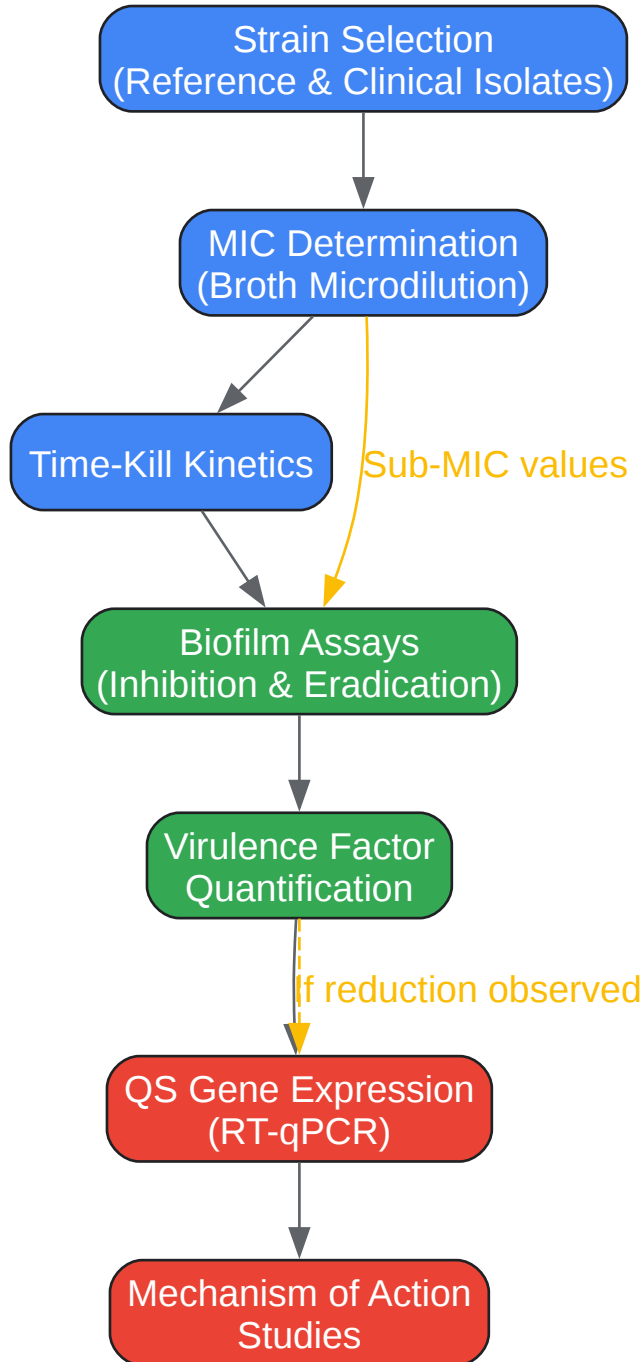 Strain Selection
(Reference & Clinical Isolates)
MIC Determination
(Broth Microdilution)
Time-Kill Kinetics
Sub-MIC values
Biofilm Assays
(Inhibition & Eradication)
Virulence Factor
Quantification
If reduction observed
QS Gene Expression
(RT-qPCR)
Mechanism of Action
Studies